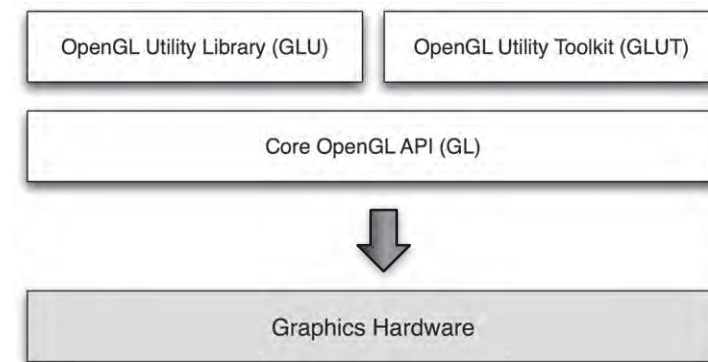 OpenGL Utility Library (GLU)
OpenGL Utility Toolkit (GLUT)
Core OpenGL API (GL)
Graphics Hardware